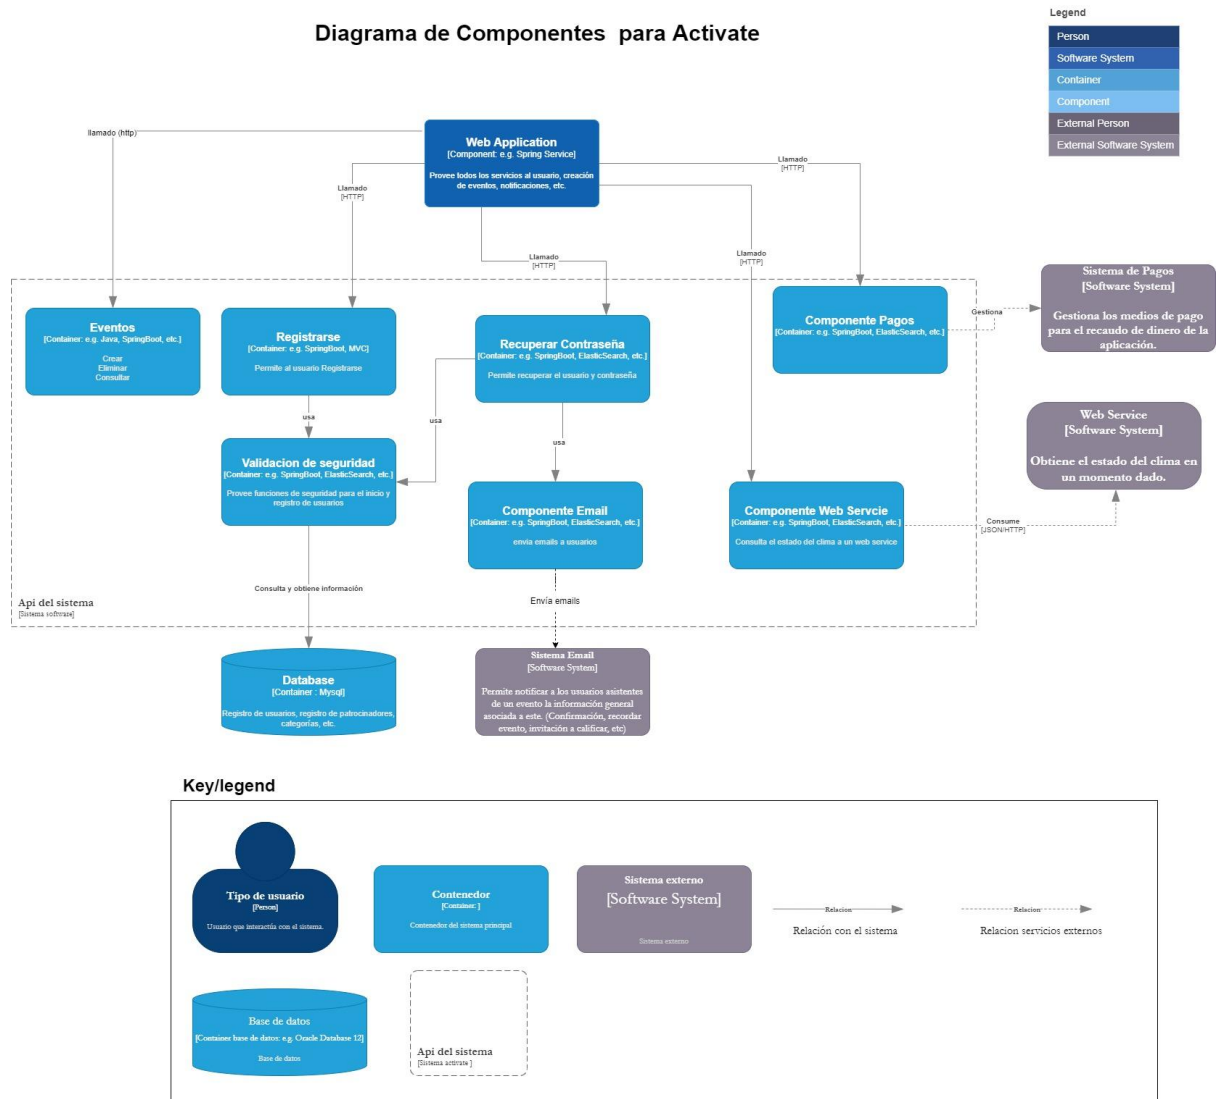 Legend
Person
Software System
Container
Component
External Person
External Software System
Diagrama de Componentes para Activate
llamado (http)
Web Application
[Component: e.g. Spring Service]
Provee todos los servicios al usuario, creación
de eventos, notificaciones, etc.
Llamado
[HTTP]
Llamado
[HTTP]
Llamado
[HTTP]
Llamado
[HTTP]
Eventos
[Container: e.g. Java, SpringBoot, etc.]
Crear
Eliminar
Consultar
Registrarse
[Container: e.g. SpringBoot, MVC]
Permite al usuario Registrarse
Recuperar Contraseña
[Container: e.g. SpringBoot, ElasticSearch, etc.]
Permite recuperar el usuario y contraseña
Componente Pagos
[Container: e.g. SpringBoot, ElasticSearch, etc.]
Gestiona
Sistema de Pagos
[Software System]
Gestiona los medios de pago
para el recaudo de dinero de la
aplicación.
usa
usa
usa
Web Service
[Software System]
Obtiene el estado del clima en
un momento dado.
Validacion de seguridad
[Container: e.g. SpringBoot, ElasticSearch, etc.]
Provee funciones de seguridad para el inicio y
registro de usuarios
Componente Email
[Container: e.g. SpringBoot, ElasticSearch, etc.]
envia emails a usuarios
Componente Web Servcie
[Container: e.g. SpringBoot, ElasticSearch, etc.]
Consulta el estado del clima a un web service
Consume
[JSON/HTTP]
Consulta y obtiene información
Envía emails
Api del sistema
[Sistema software]
Database
[Container : Mysql]
Registro de usuarios, registro de patrocinadores,
categorías, etc.
Sistema Email
[Software System]
Permite notificar a los usuarios asistentes
de un evento la información general
asociada a este. (Confirmación, recordar
evento, invitación a calificar, etc)
Key/legend
Tipo de usuario
[Person]
Usuario que interactúa con el sistema.
Contenedor
[Container: ]
Contenedor del sistema principal
Sistema externo
[Software System]
Sistema externo
Relacion
Relación con el sistema
Relacion
Relacion servicios externos
Base de datos
[Container base de datos: e.g. Oracle Database 12]
Base de datos
Api del sistema
[Sistema activate ]